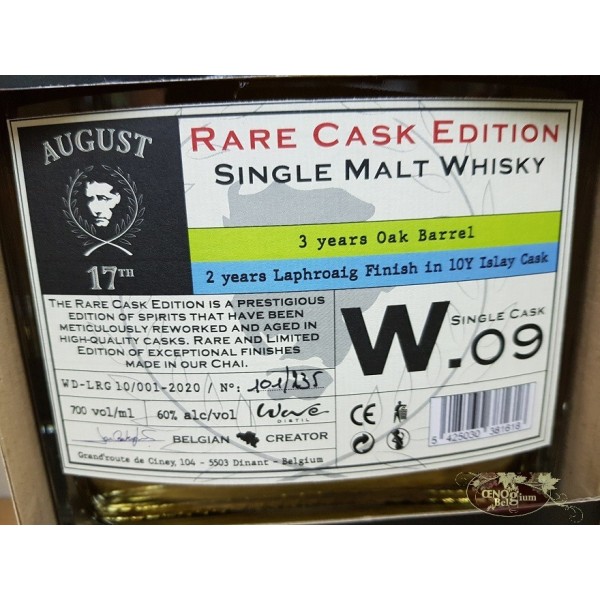 AUGUST
17TH
RARE CASK EDITION
SINGLE MALT WHISKY
3 years Oak Barrel
2 years Laphroaig Finish in 10Y Islay Cask
THE RARE CASK EDITION IS A PRESTIGIOUS
EDITION OF SPIRITS THAT HAVE BEEN
METICULOUSLY REWORKED AND AGED IN
HIGH-QUALITY CASKS. RARE AND LIMITED
EDITION OF EXCEPTIONAL FINISHES
MADE IN OUR CHAI.
WD-LRG 10/001-2020 / N°: 101/235
700 vol/ml
60% alc/vol
Wave
DISTIL
BELGIAN CREATOR
Grand'route de Ciney, 104 - 5503 Dinant - Belgium
SINGLE CASK
W.09
CE
5 425030 381618
ŒNO
Belgium